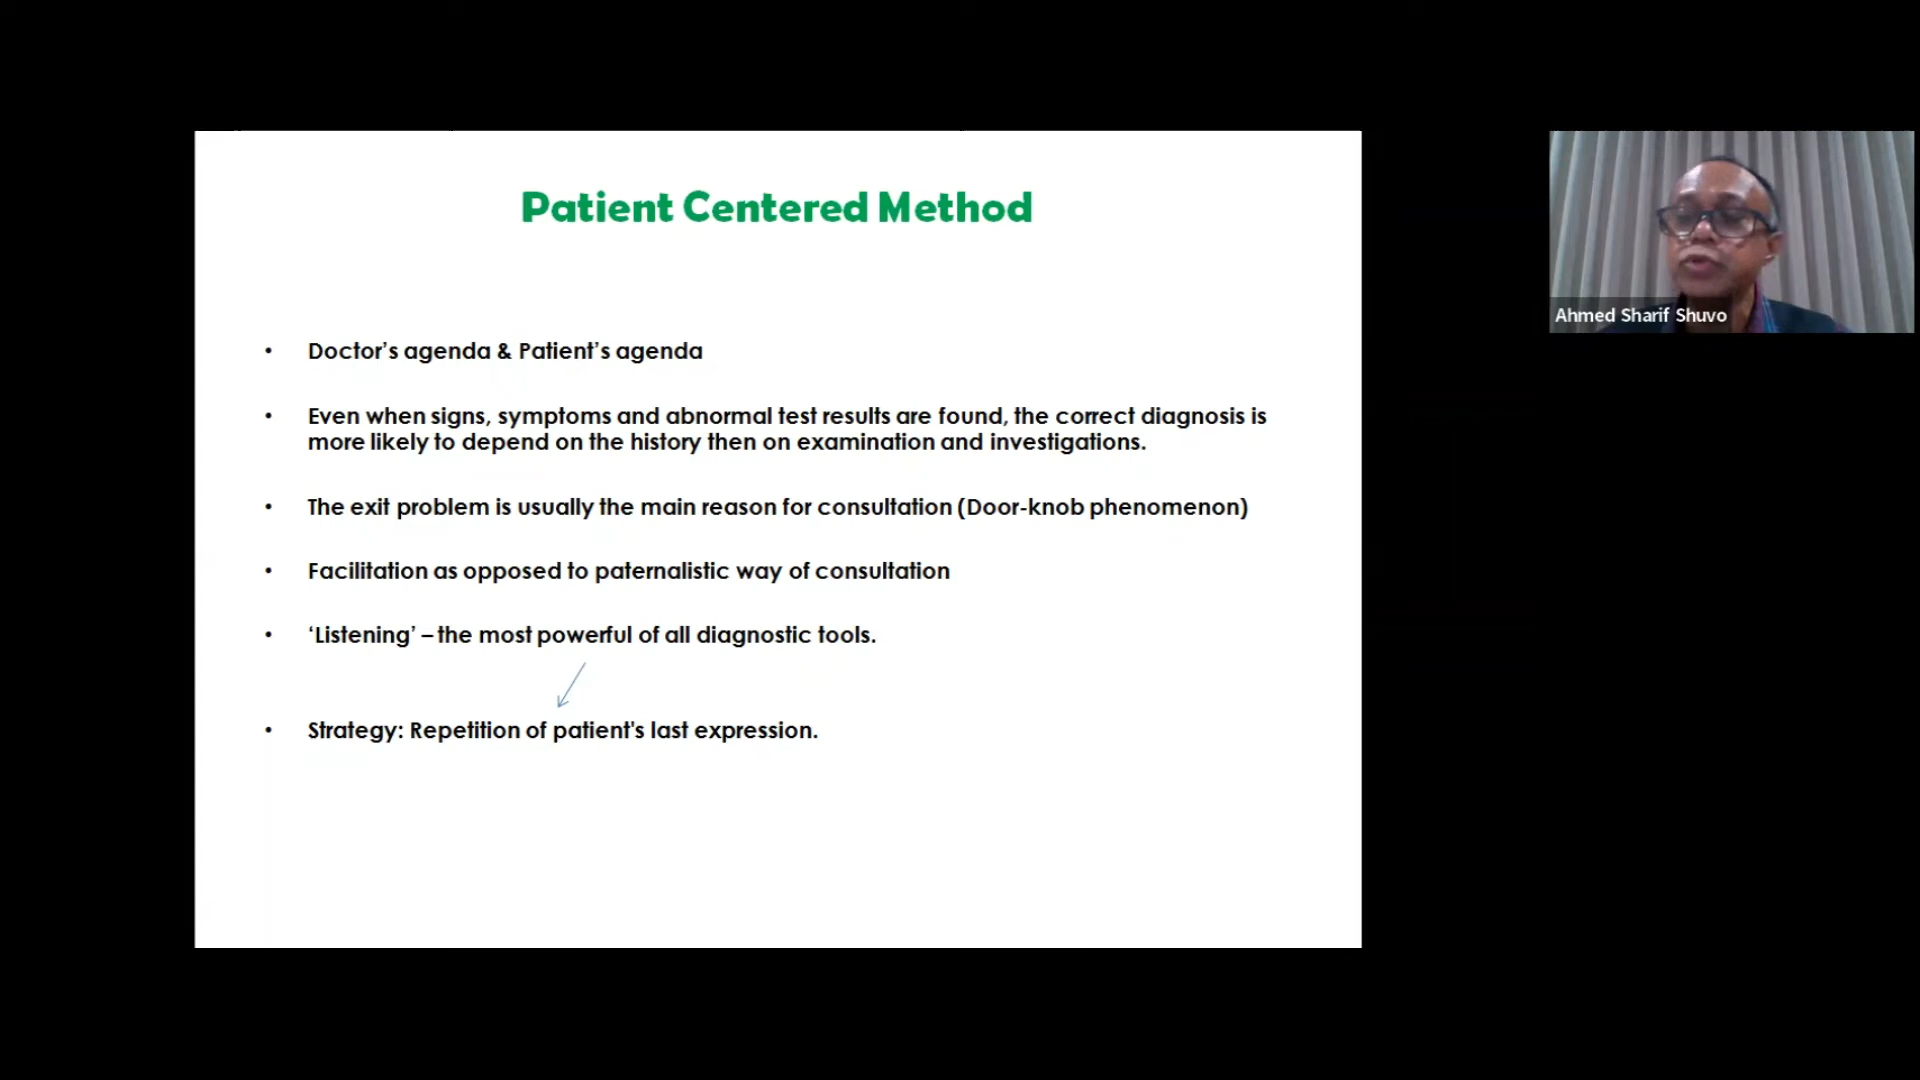 Patient Centered Method
• Doctor’s agenda & Patient’s agenda
• Even when signs, symptoms and abnormal test results are found, the correct diagnosis is
more likely to depend on the history then on examination and investigations.
• The exit problem is usually the main reason for consultation (Door-knob phenomenon)
• Facilitation as opposed to paternalistic way of consultation
• ‘Listening’ – the most powerful of all diagnostic tools.
• Strategy: Repetition of patient's last expression.
Ahmed Sharif Shuvo